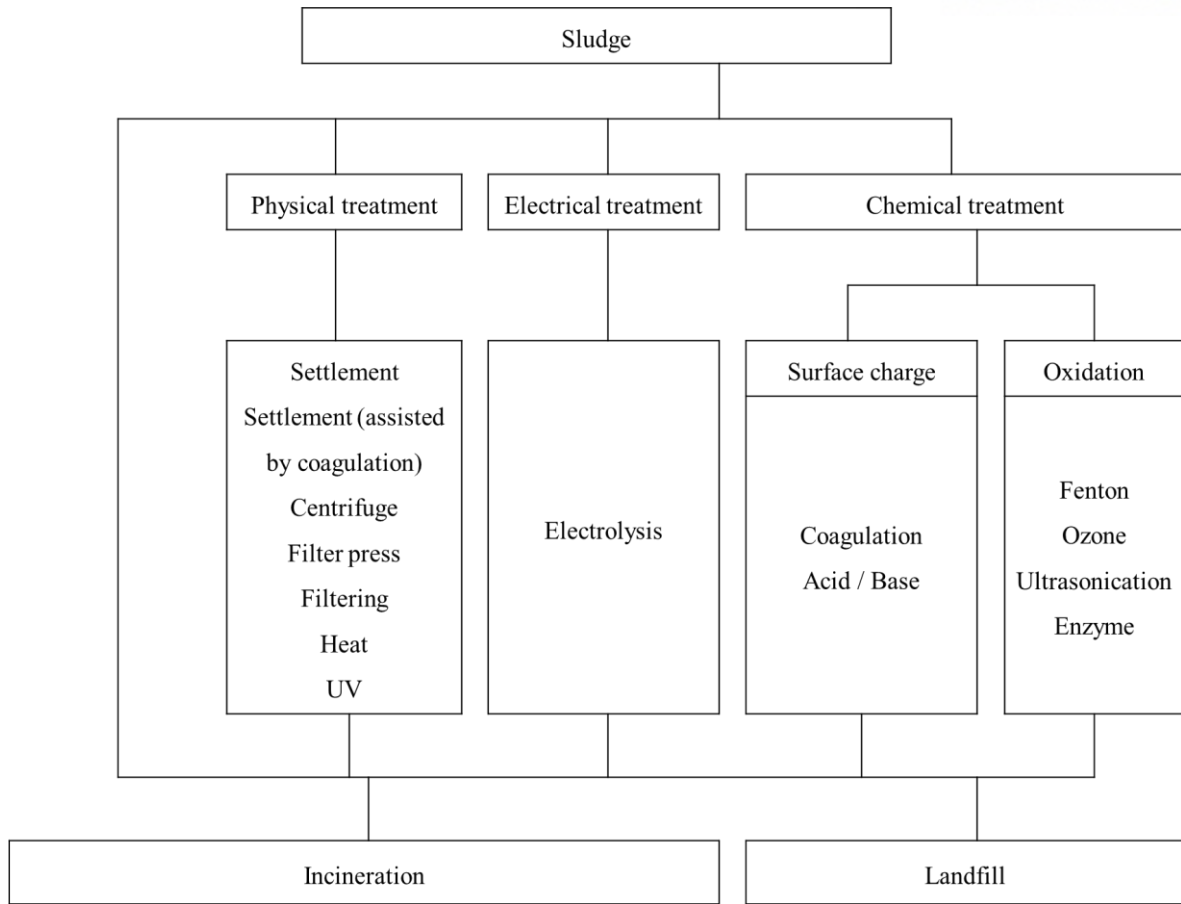 Sludge
Physical treatment
Electrical treatment
Chemical treatment
Settlement
Settlement (assisted
by coagulation)
Centrifuge
Filter press
Filtering
Heat
UV
Electrolysis
Surface charge
Coagulation
Acid / Base
Oxidation
Fenton
Ozone
Ultrasonication
Enzyme
Incineration
Landfill